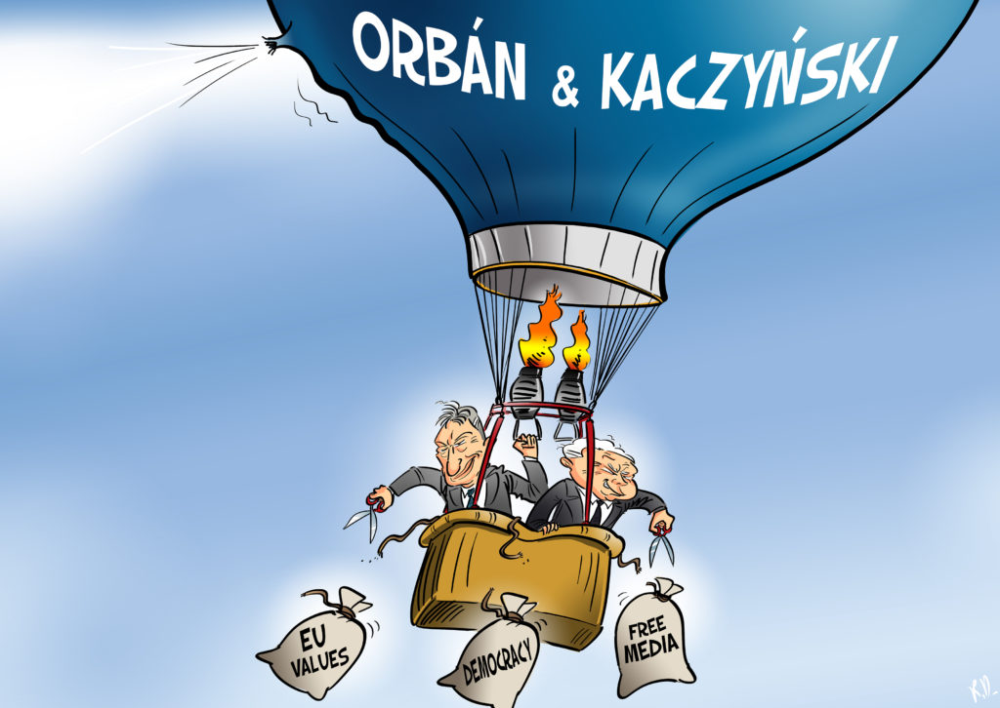 ORBÁN & KACZYŃSKI
EU
VALUES
DEMOCRACY
FREE
MEDIA